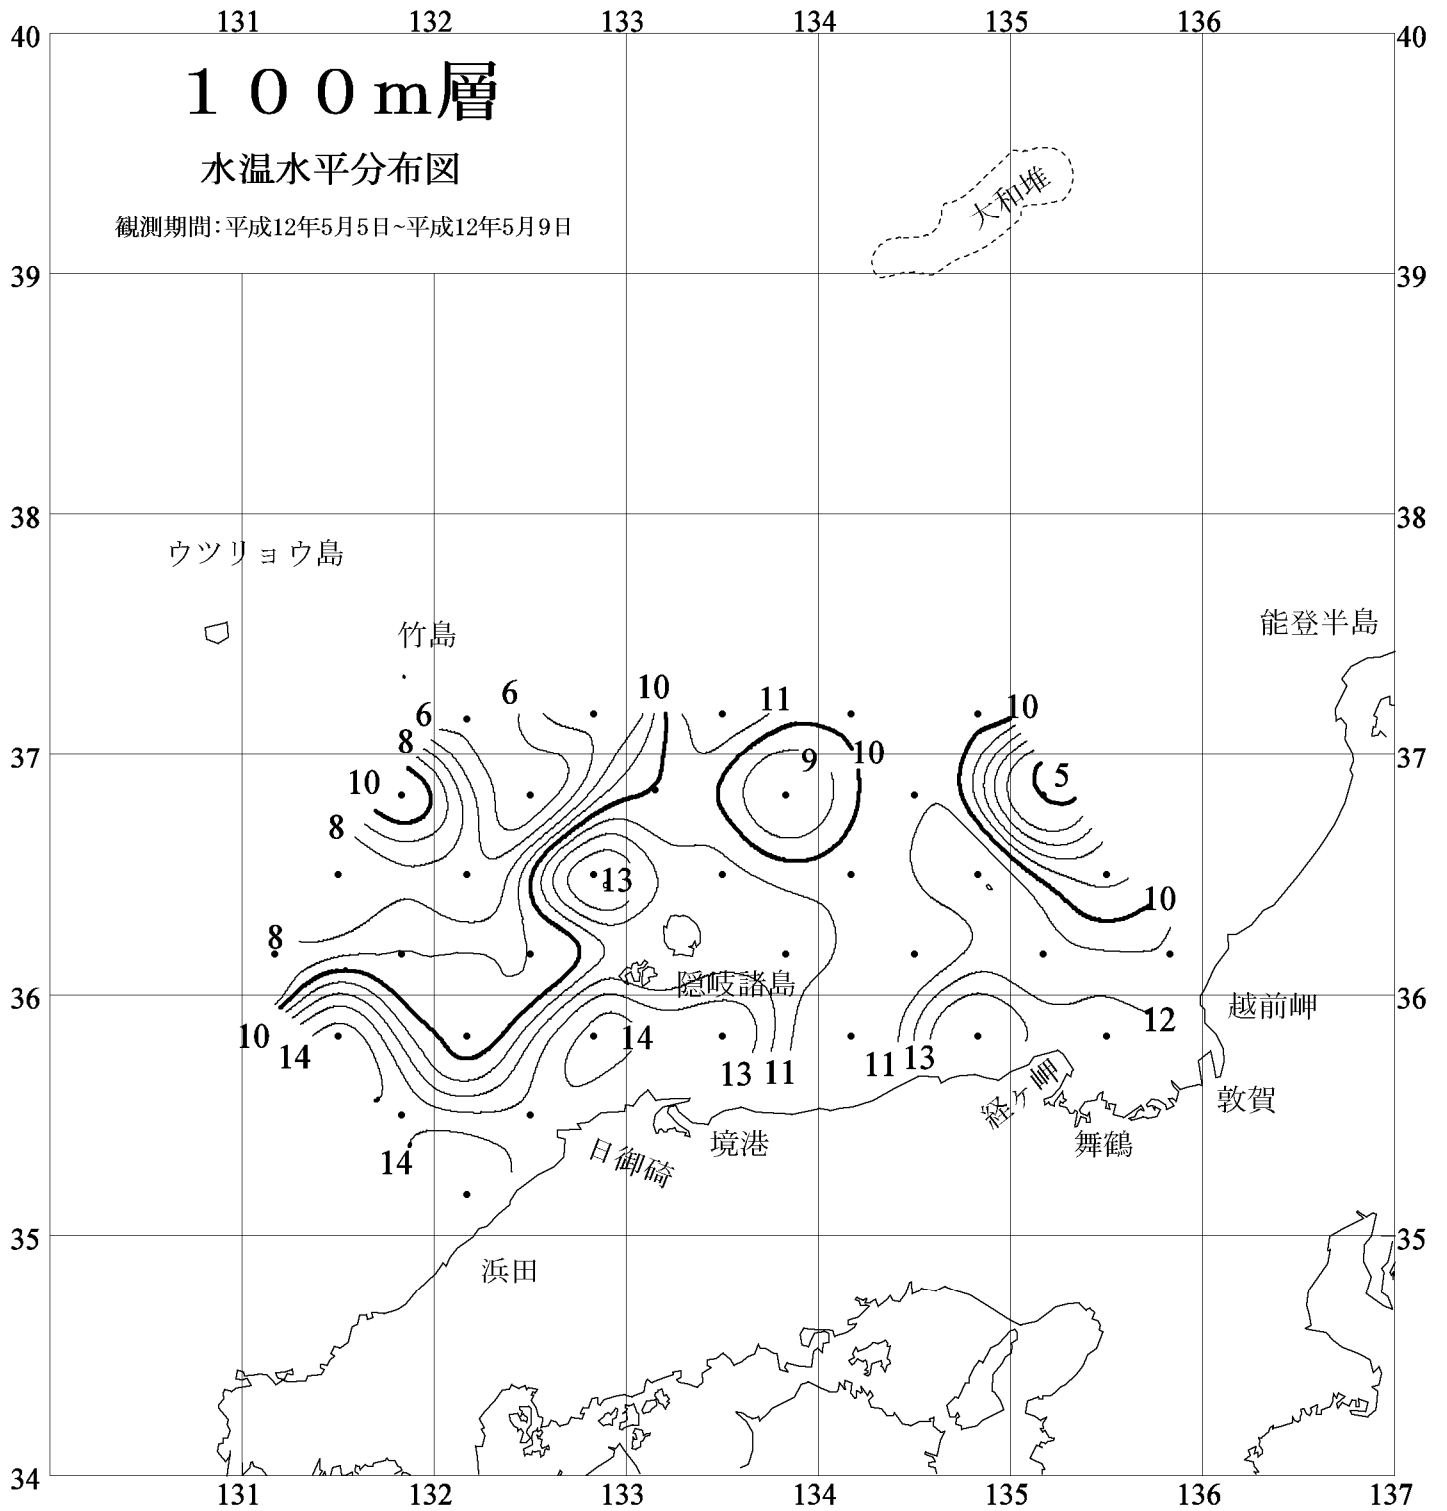 131 132 133 134 135 136
40 40
100m層
水温水平分布図
観測期間:平成12年5月5日~平成12年5月9日
大和堆
39 39
38 38
ウツリョウ島
竹島
能登半島
6 10 11 10
6
8
37 9 10 37
10 5
8
13
10
8
隠岐諸島
36 36
越前岬
12
10 14 14
13 11 11 13
経ヶ岬
敦賀
境港 舞鶴
日御碕
14
35 35
浜田
34 34
131 132 133 134 135 136 137